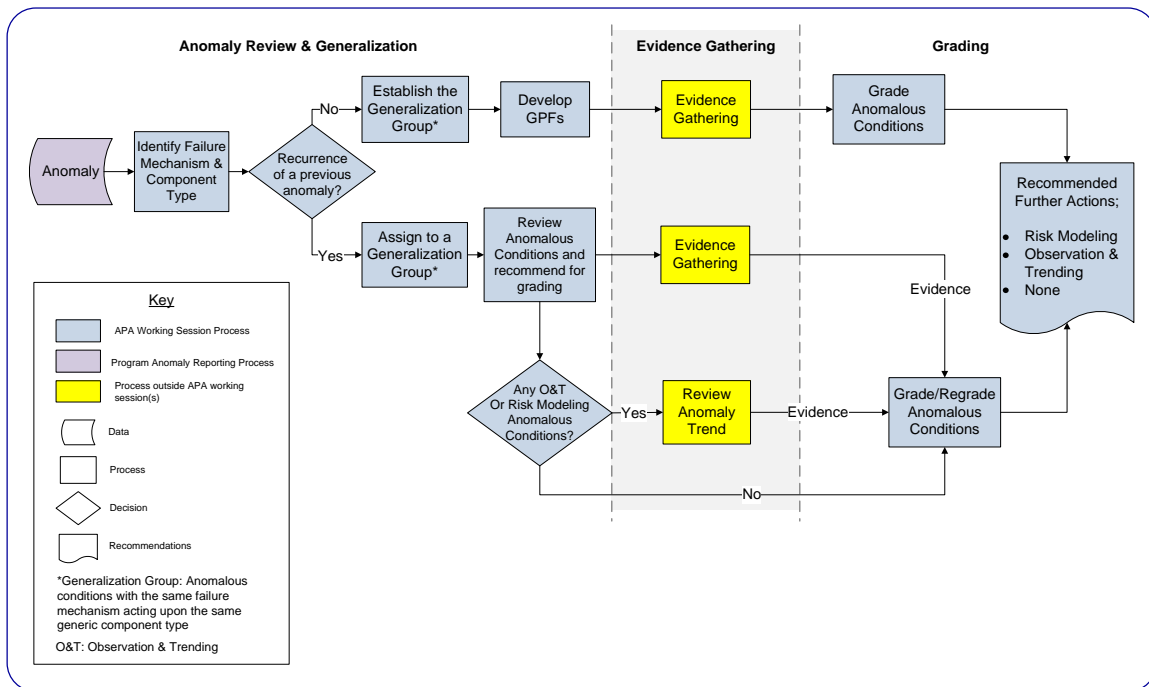 Anomaly Review & Generalization
Evidence Gathering
Grading
Anomaly
Identify Failure
Mechanism &
Component
Type
Recurrence
of a previous
anomaly?
No
Establish the
Generalization
Group*
Develop
GPFs
Evidence
Gathering
Grade
Anomalous
Conditions
Yes
Assign to a
Generalization
Group*
Review
Anomalous
Conditions and
recommend for
grading
Evidence
Gathering
Evidence
Recommended
Further Actions;
● Risk Modeling
● Observation &
Trending
● None
Any O&T
Or Risk Modeling
Anomalous
Conditions?
Yes
Review
Anomaly
Trend
Evidence
Grade/Regrade
Anomalous
Conditions
No
Key
APA Working Session Process
Program Anomaly Reporting Process
Process outside APA working
session(s)
Data
Process
Decision
Recommendations
*Generalization Group: Anomalous
conditions with the same failure
mechanism acting upon the same
generic component type
O&T: Observation & Trending